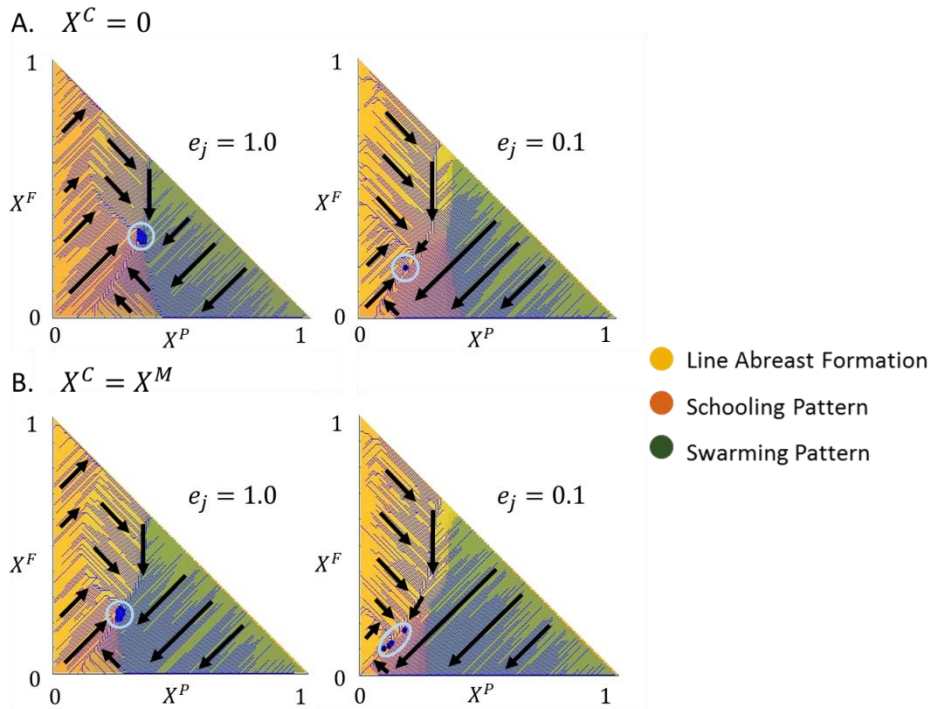 A. X^C = 0
1
e_j = 1.0
X^F
0
0
X^P
1
1
e_j = 0.1
X^F
0
0
X^P
1
B. X^C = X^M
1
e_j = 1.0
X^F
0
0
X^P
1
1
e_j = 0.1
X^F
0
0
X^P
1
Line Abreast Formation
Schooling Pattern
Swarming Pattern